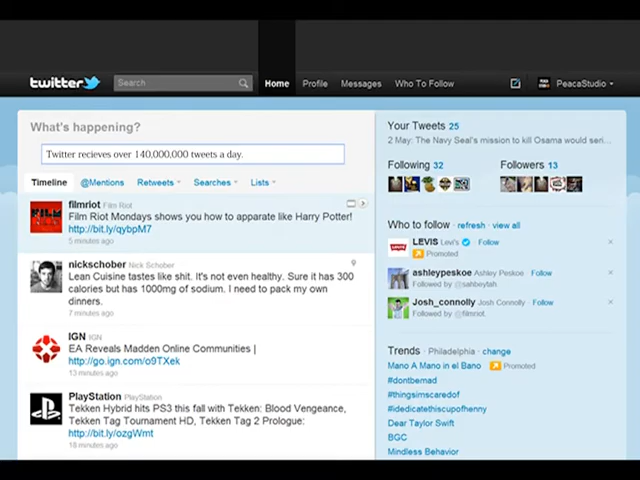 twitter Search Home Profile Messages Who To Follow PeacaStudio
What's happening?
Twitter recieves over 140,000,000 tweets a day.
Timeline @Mentions Retweets Searches Lists
filmriot Film Riot
Film Riot Mondays shows you how to apparate like Harry Potter!
http://bit.ly/qybpM7
5 minutes ago
nickschober Nick Schober
Lean Cuisine tastes like shit. It's not even healthy. Sure it has 300
calories but has 1000mg of sodium. I need to pack my own
dinners.
7 minutes ago
IGN IGN
EA Reveals Madden Online Communities |
http://go.ign.com/o9TXek
13 minutes ago
PlayStation PlayStation
Tekken Hybrid hits PS3 this fall with Tekken: Blood Vengeance,
Tekken Tag Tournament HD, Tekken Tag 2 Prologue:
http://bit.ly/ozgWmt
18 minutes ago
Your Tweets 25
2 May: The Navy Seal's mission to kill Osama would seri...
Following 32 Followers 13
Who to follow · refresh · view all
LEVIS Levi's · Follow
Promoted
ashleypeskoe Ashley Peskoe · Follow
Followed by @sahbeytah
Josh_connolly Josh Connolly · Follow
Followed by @filmriot.
Trends · Philadelphia · change
Mano A Mano in el Bano Promoted
#dontbemad
#thingsimscaredof
#idedicatethiscupofhenny
Dear Taylor Swift
BGC
Mindless Behavior